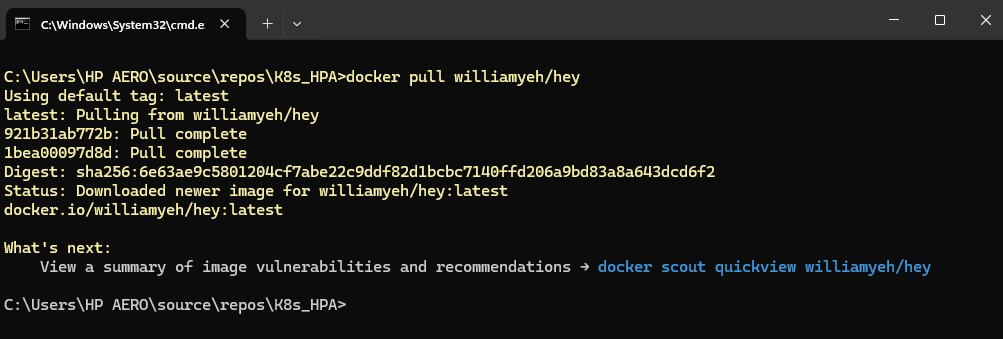 C:\Windows\System32\cmd.e
C:\Users\HP AERO\source\repos\K8s_HPA>docker pull williamyeh/hey
Using default tag: latest
latest: Pulling from williamyeh/hey
921b31ab772b: Pull complete
1bea00097d8d: Pull complete
Digest: sha256:6e63ae9c5801204cf7abe22c9ddf82d1bcbc7140ffd206a9bd83a8a643dcd6f2
Status: Downloaded newer image for williamyeh/hey:latest
docker.io/williamyeh/hey:latest
What's next:
View a summary of image vulnerabilities and recommendations → docker scout quickview williamyeh/hey
C:\Users\HP AERO\source\repos\K8s_HPA>